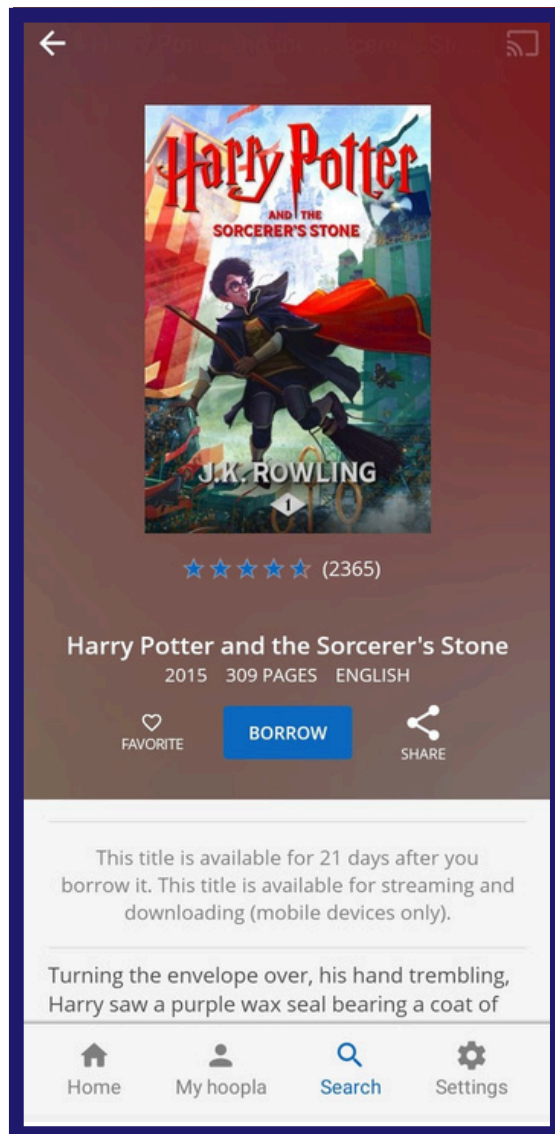 Harry Potter
AND THE
SORCERER'S STONE
J.K. ROWLING
1
(2365)
Harry Potter and the Sorcerer's Stone
2015 309 PAGES ENGLISH
FAVORITE
BORROW
SHARE
This title is available for 21 days after you
borrow it. This title is available for streaming and
downloading (mobile devices only).
Turning the envelope over, his hand trembling,
Harry saw a purple wax seal bearing a coat of
Home My hoopla Search Settings